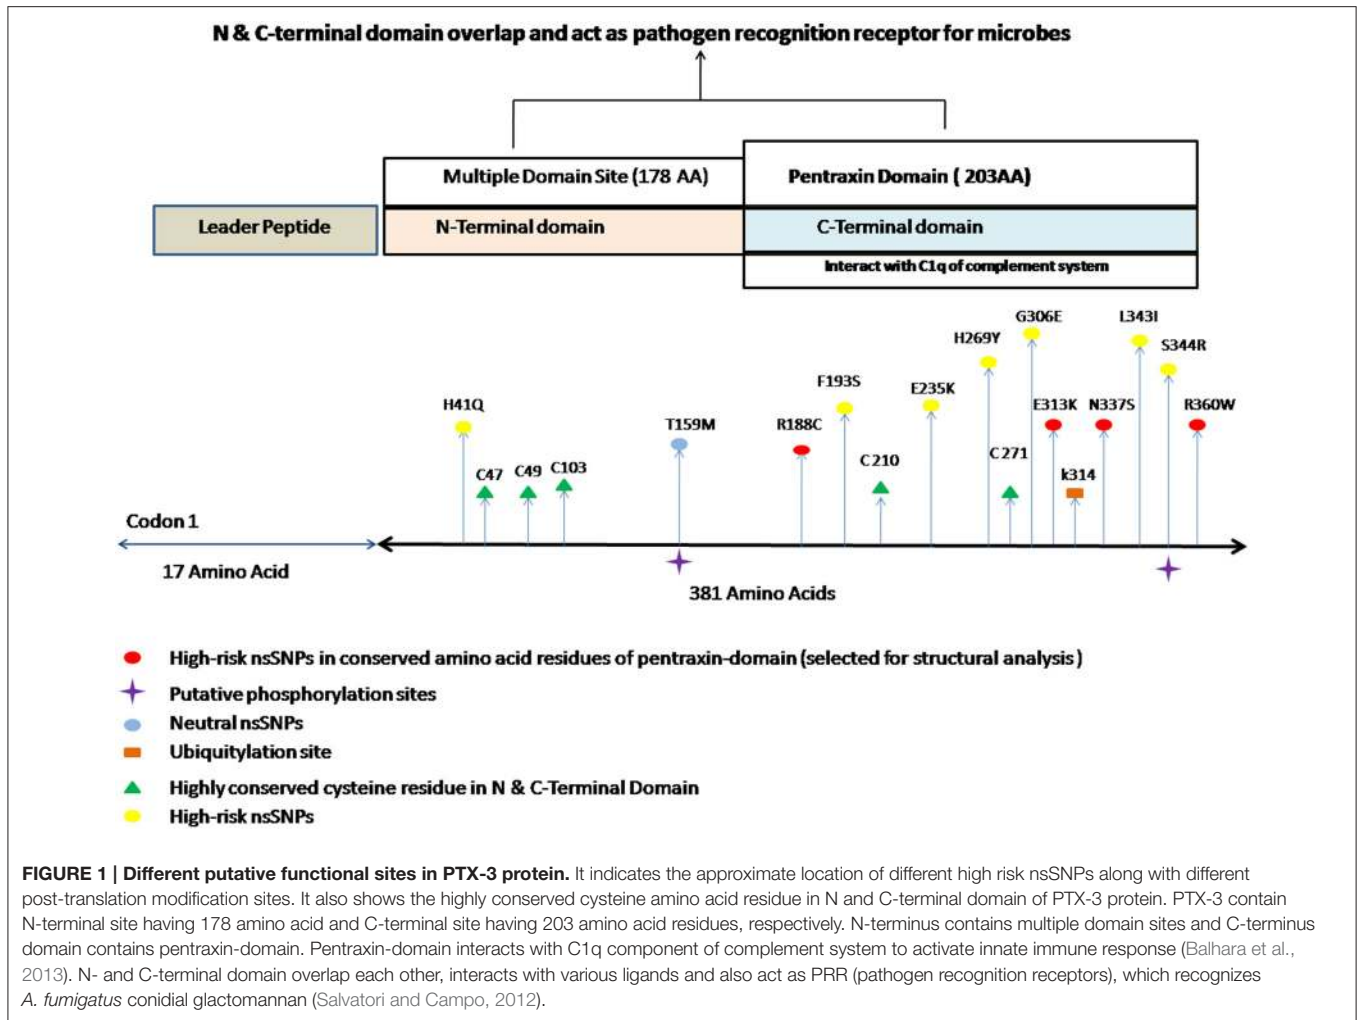 N & C-terminal domain overlap and act as pathogen recognition receptor for microbes
Multiple Domain Site (178 AA)
Pentraxin Domain ( 203AA)
Leader Peptide
N-Terminal domain
C-Terminal domain
Interact with C1q of complement system
G306E
L343I
H269Y
S344R
F193S
E235K
H41Q
E313K
N337S
R360W
T159M
R188C
C47
C49
C103
C210
C271
k314
Codon 1
17 Amino Acid
381 Amino Acids
High-risk nsSNPs in conserved amino acid residues of pentraxin-domain (selected for structural analysis)
Putative phosphorylation sites
Neutral nsSNPs
Ubiquitylation site
Highly conserved cysteine residue in N & C-Terminal Domain
High-risk nsSNPs
FIGURE 1 | Different putative functional sites in PTX-3 protein. It indicates the approximate location of different high risk nsSNPs along with different
post-translation modification sites. It also shows the highly conserved cysteine amino acid residue in N and C-terminal domain of PTX-3 protein. PTX-3 contain
N-terminal site having 178 amino acid and C-terminal site having 203 amino acid residues, respectively. N-terminus contains multiple domain sites and C-terminus
domain contains pentraxin-domain. Pentraxin-domain interacts with C1q component of complement system to activate innate immune response (Balhara et al.,
2013). N- and C-terminal domain overlap each other, interacts with various ligands and also act as PRR (pathogen recognition receptors), which recognizes
A. fumigatus conidial glactomannan (Salvatori and Campo, 2012).